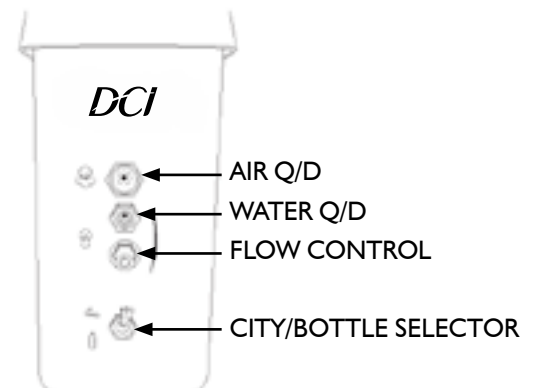 DCI
AIR Q/D
WATER Q/D
FLOW CONTROL
CITY/BOTTLE SELECTOR